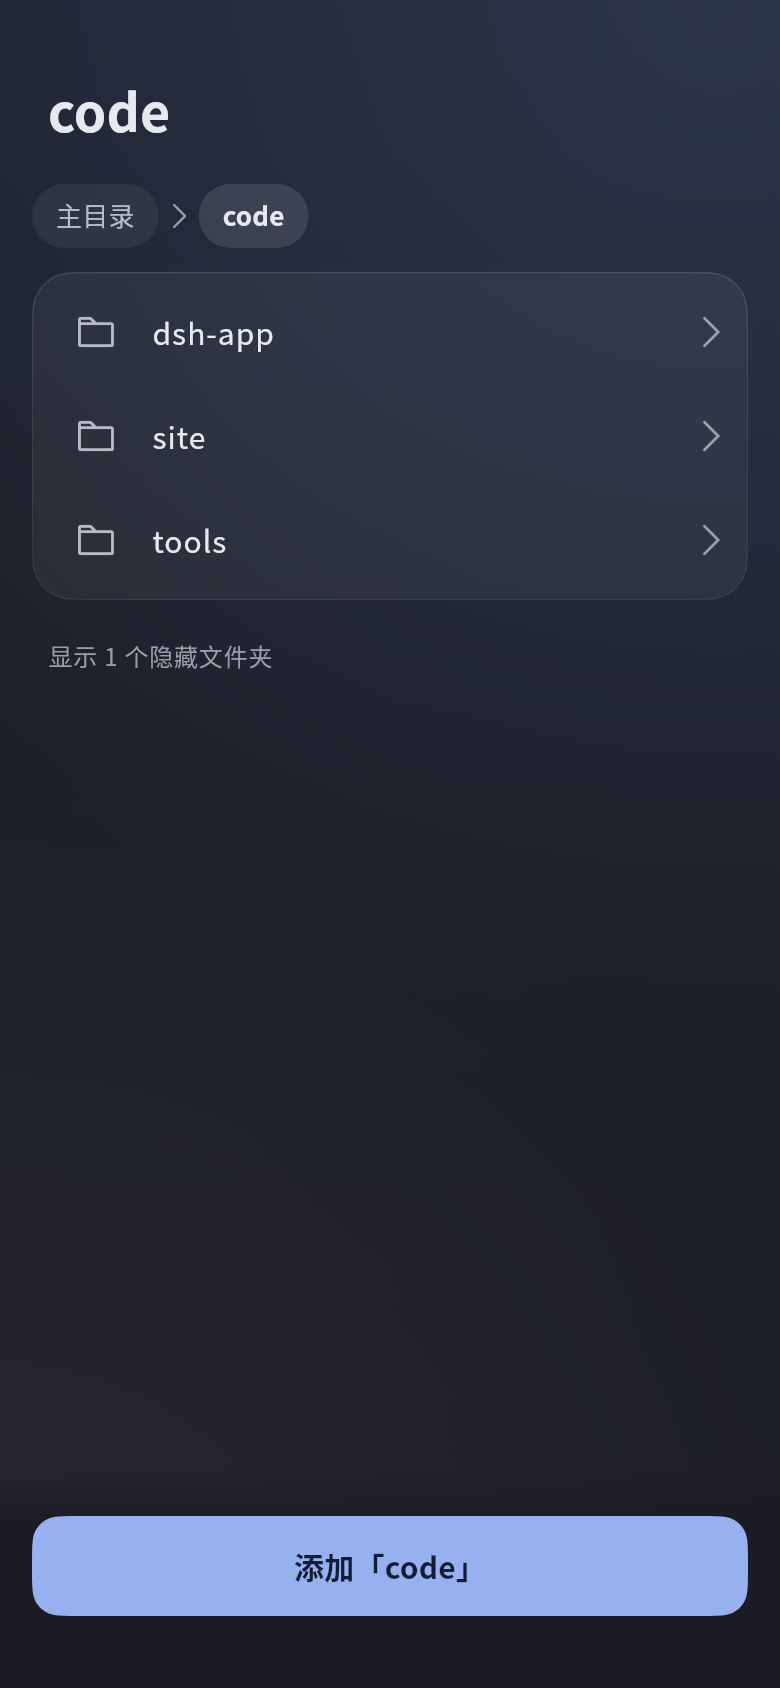 code
主目录 code
dsh-app
site
tools
显示 1 个隐藏文件夹
添加「code」